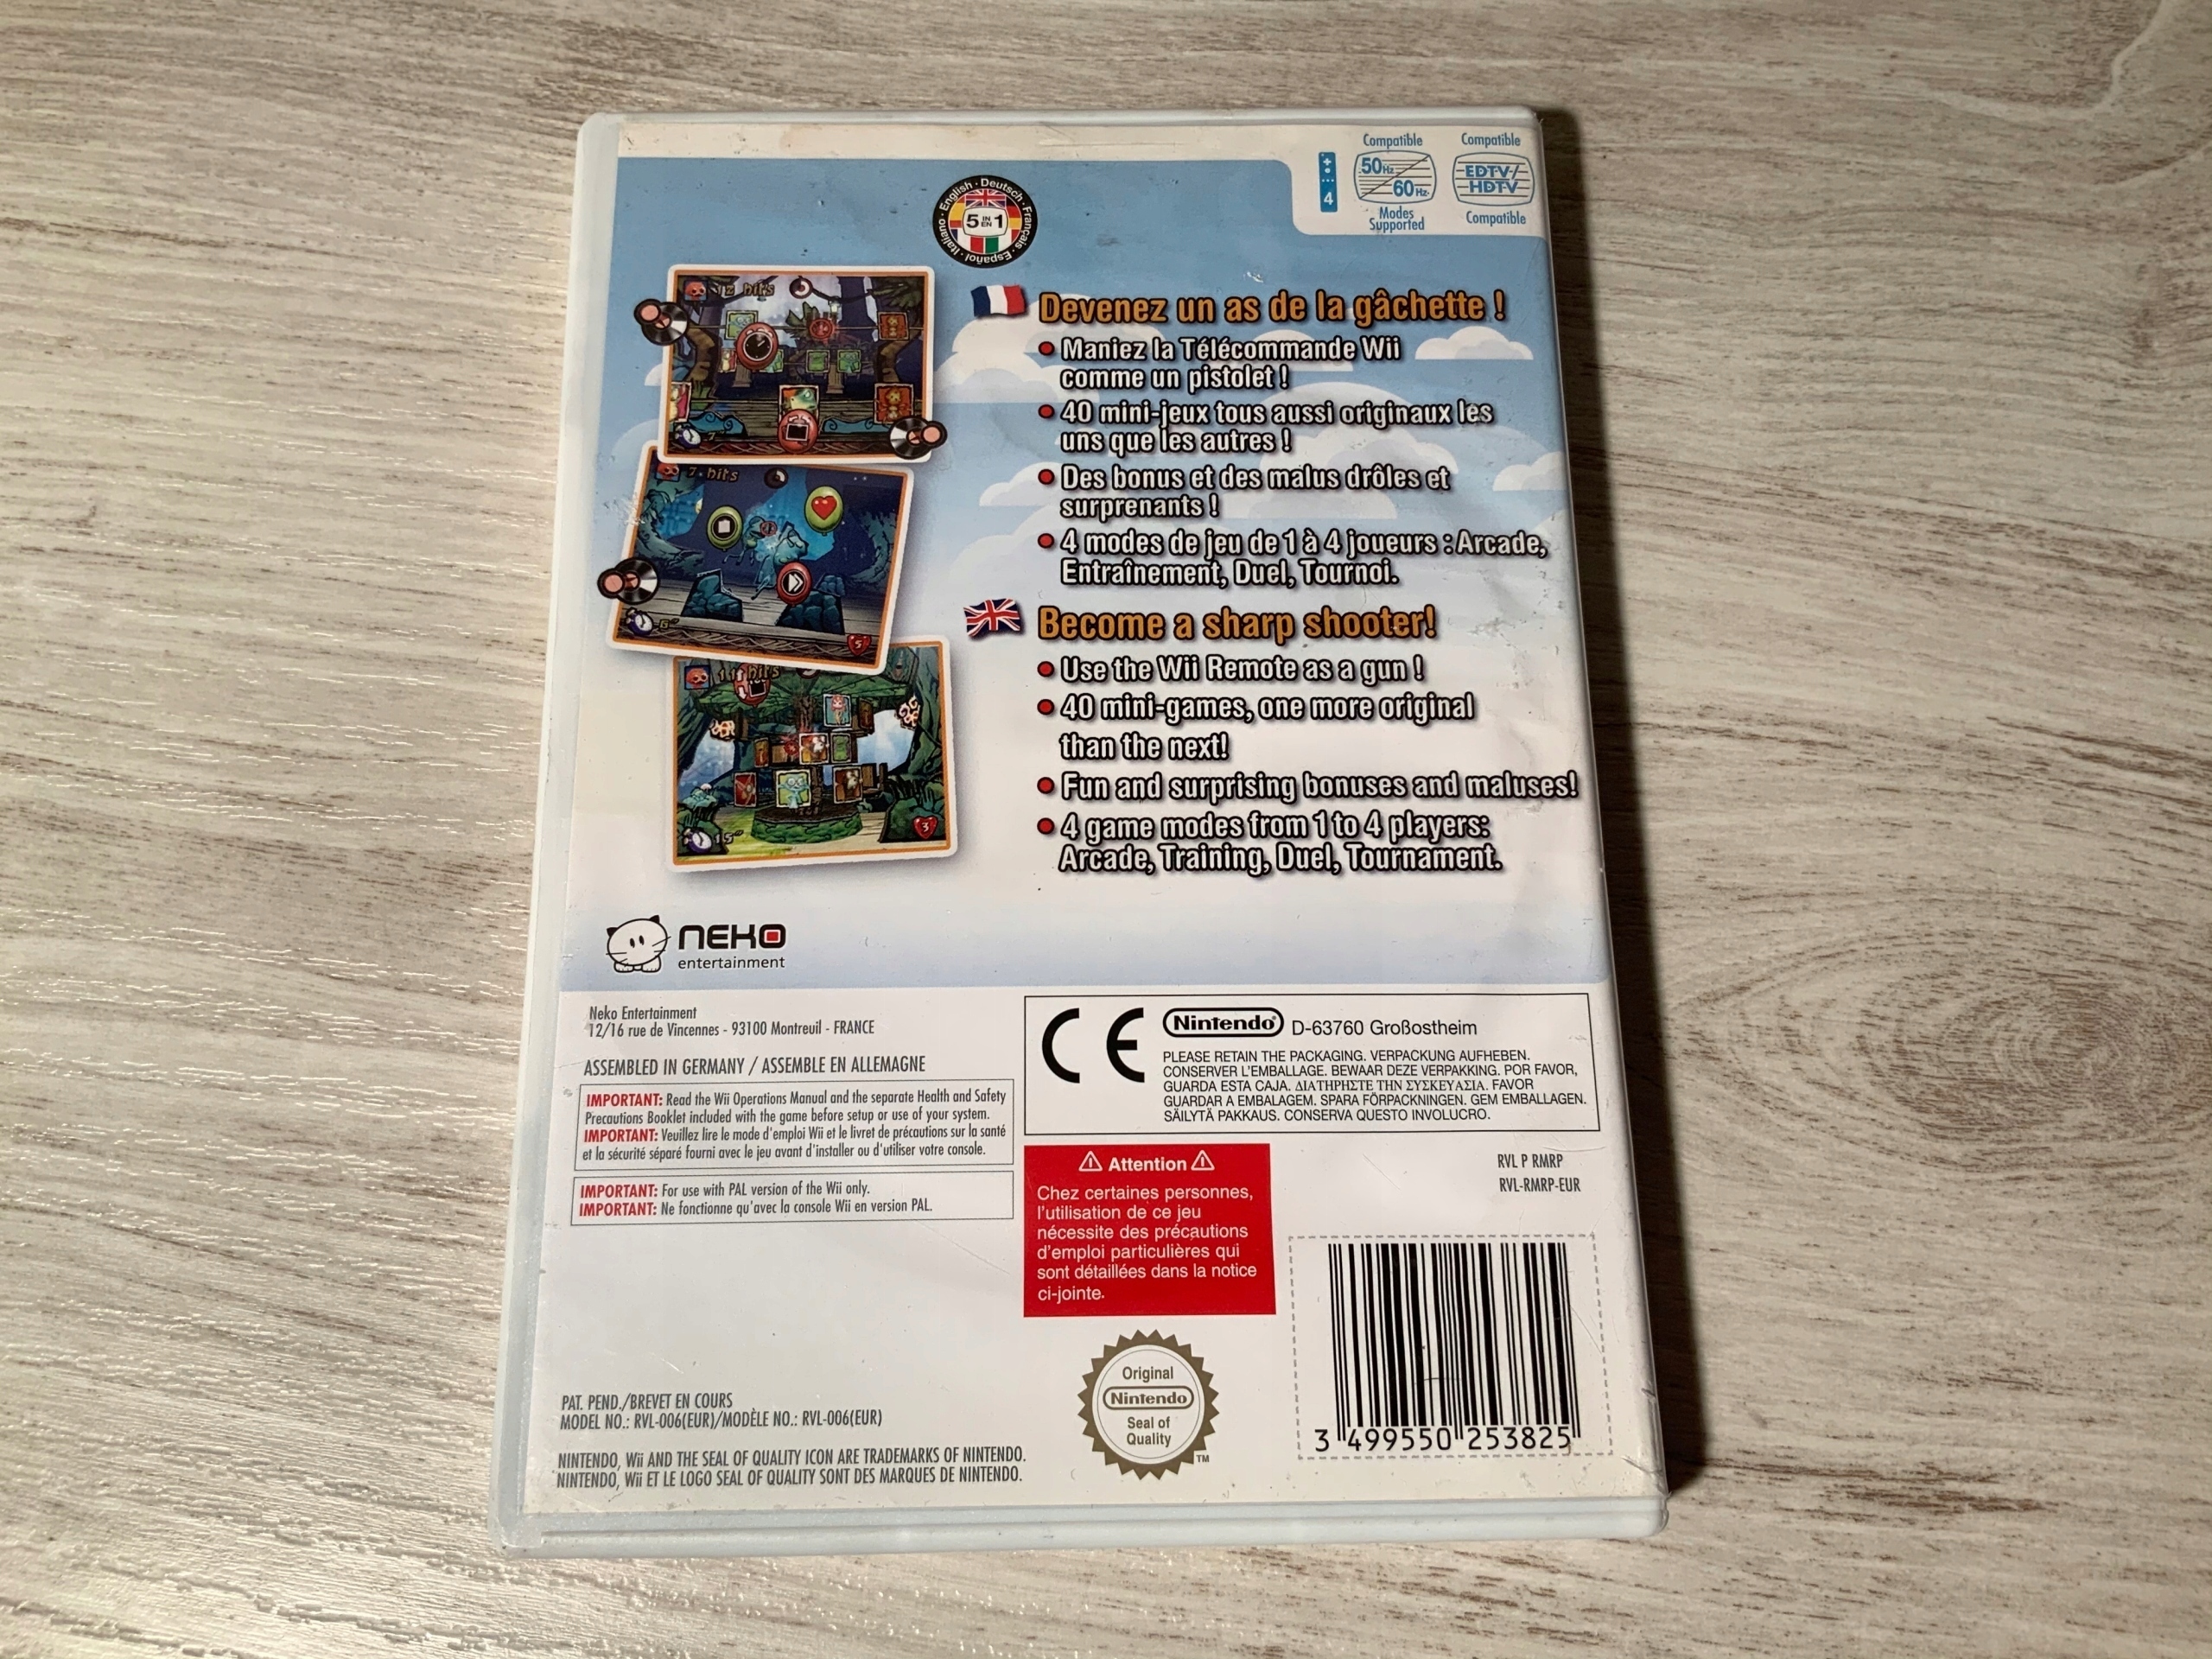 Compatible
50Hz
60Hz
Modes
Supported
Compatible
EDTV/
HDTV
Compatible
4
English · Deutsch · Français · Español · Italiano ·
5 IN EN 1
12 hits
7
7. hits
6"
5
11 hits
15"
3
Devenez un as de la gâchette !
• Maniez la Télécommande Wii
comme un pistolet !
• 40 mini-jeux tous aussi originaux les
uns que les autres !
• Des bonus et des malus drôles et
surprenants !
• 4 modes de jeu de 1 à 4 joueurs : Arcade,
Entraînement, Duel, Tournoi.
Become a sharp shooter!
• Use the Wii Remote as a gun !
• 40 mini-games, one more original
than the next!
• Fun and surprising bonuses and maluses!
• 4 game modes from 1 to 4 players:
Arcade, Training, Duel, Tournament.
NEKO
entertainment
Neko Entertainment
12/16 rue de Vincennes - 93100 Montreuil - FRANCE
ASSEMBLED IN GERMANY / ASSEMBLE EN ALLEMAGNE
IMPORTANT: Read the Wii Operations Manual and the separate Health and Safety
Precautions Booklet included with the game before setup or use of your system.
IMPORTANT: Veuillez lire le mode d'emploi Wii et le livret de précautions sur la santé
et la sécurité séparé fourni avec le jeu avant d'installer ou d'utiliser votre console.
IMPORTANT: For use with PAL version of the Wii only.
IMPORTANT: Ne fonctionne qu'avec la console Wii en version PAL.
CE
Nintendo® D-63760 Großostheim
PLEASE RETAIN THE PACKAGING. VERPACKUNG AUFHEBEN.
CONSERVER L'EMBALLAGE. BEWAAR DEZE VERPAKKING. POR FAVOR,
GUARDA ESTA CAJA. ΔΙΑΤΗΡΗΣΤΕ ΤΗΝ ΣΥΣΚΕΥΑΣΙΑ. FAVOR
GUARDAR A EMBALAGEM. SPARA FÖRPACKNINGEN. GEM EMBALLAGEN.
SÄILYTÄ PAKKAUS. CONSERVA QUESTO INVOLUCRO.
⚠ Attention ⚠
Chez certaines personnes,
l'utilisation de ce jeu
nécessite des précautions
d'emploi particulières qui
sont détaillées dans la notice
ci-jointe.
RVL P RMRP
RVL-RMRP-EUR
Original
Nintendo
Seal of
Quality
TM
3 499550 253825
PAT. PEND./BREVET EN COURS
MODEL NO.: RVL-006(EUR)/MODÈLE NO.: RVL-006(EUR)
NINTENDO, Wii AND THE SEAL OF QUALITY ICON ARE TRADEMARKS OF NINTENDO.
NINTENDO, Wii ET LE LOGO SEAL OF QUALITY SONT DES MARQUES DE NINTENDO.